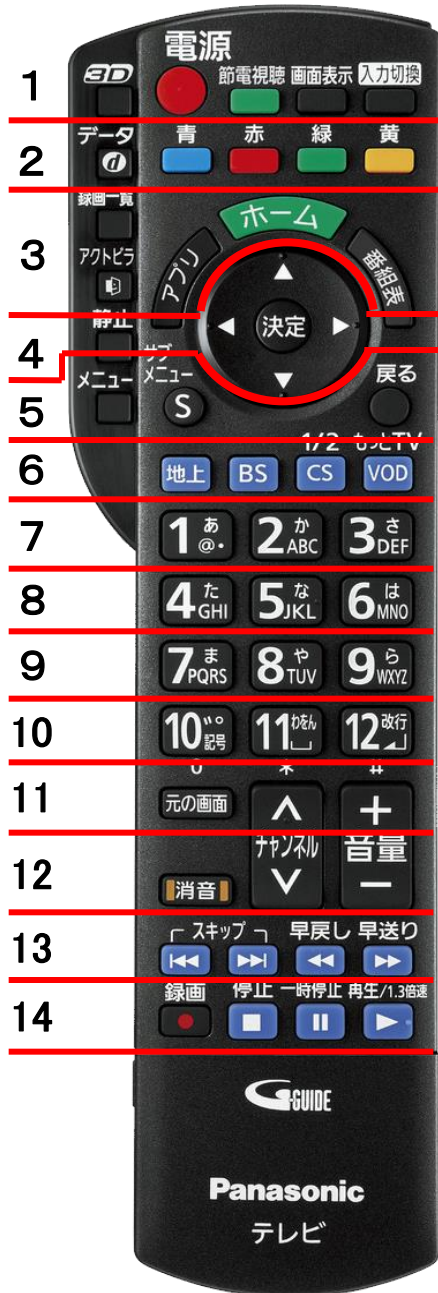 電源
1 3D 節電視聴 画面表示 入力切換
データ 青 赤 緑 黄
2 d
録画一覧 ホーム
3 アクトビラ アプリ 番組表
静止 決定
4 サブ
メニュー メニュー 戻る
5 S
1/2 もっとTV
6 地上 BS CS VOD
7 1 あ @. 2 か ABC 3 さ DEF
8 4 た GHI 5 な JKL 6 は MNO
9 7 ま PQRS 8 や TUV 9 ら WXYZ
10 10 ゛゜ 記号 11 わをん 12 改行
* #
11 元の画面 +
チャンネル 音量
12 消音 −
スキップ 早戻し 早送り
13
録画 停止 一時停止 再生/1.3倍速
14
G-GUIDE
Panasonic
テレビ